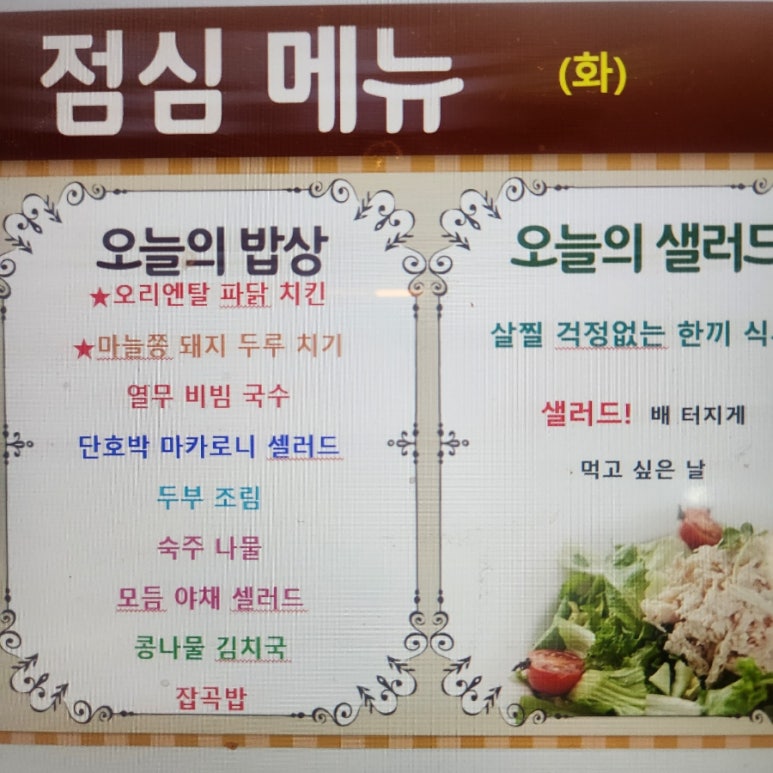 점심 메뉴 (화)
오늘의 밥상
★오리엔탈 파닭 치킨
★마늘쫑 돼지 두루 치기
열무 비빔 국수
단호박 마카로니 셀러드
두부 조림
숙주 나물
모듬 야채 셀러드
콩나물 김치국
잡곡밥
오늘의 샐러드
살찔 걱정없는 한끼
샐러드! 배 터지게
먹고 싶은 날